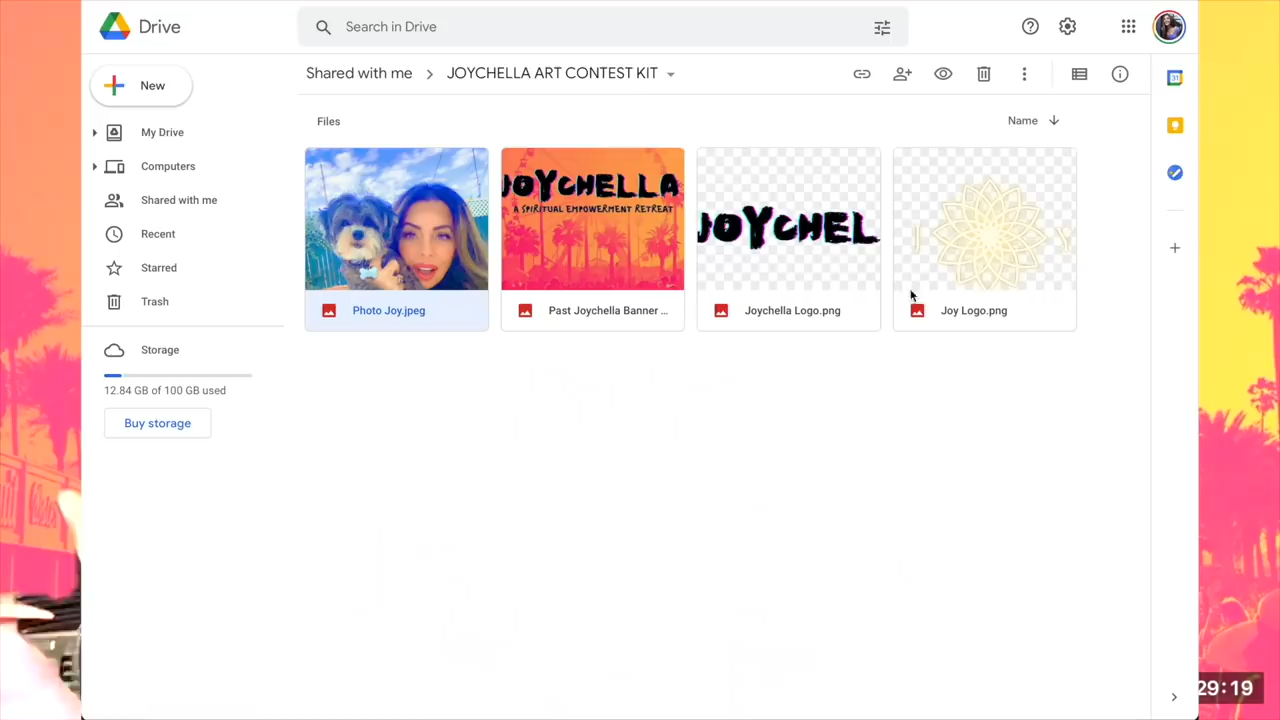 Drive
Search in Drive
New
My Drive
Computers
Shared with me
Recent
Starred
Trash
Storage
12.84 GB of 100 GB used
Buy storage
Shared with me > JOYCHELLA ART CONTEST KIT
Files
Name
JOYCHELLA
A SPIRITUAL EMPOWERMENT RETREAT
JOYCHEL
Photo Joy.jpeg
Past Joychella Banner ...
Joychella Logo.png
Joy Logo.png
31
29:19